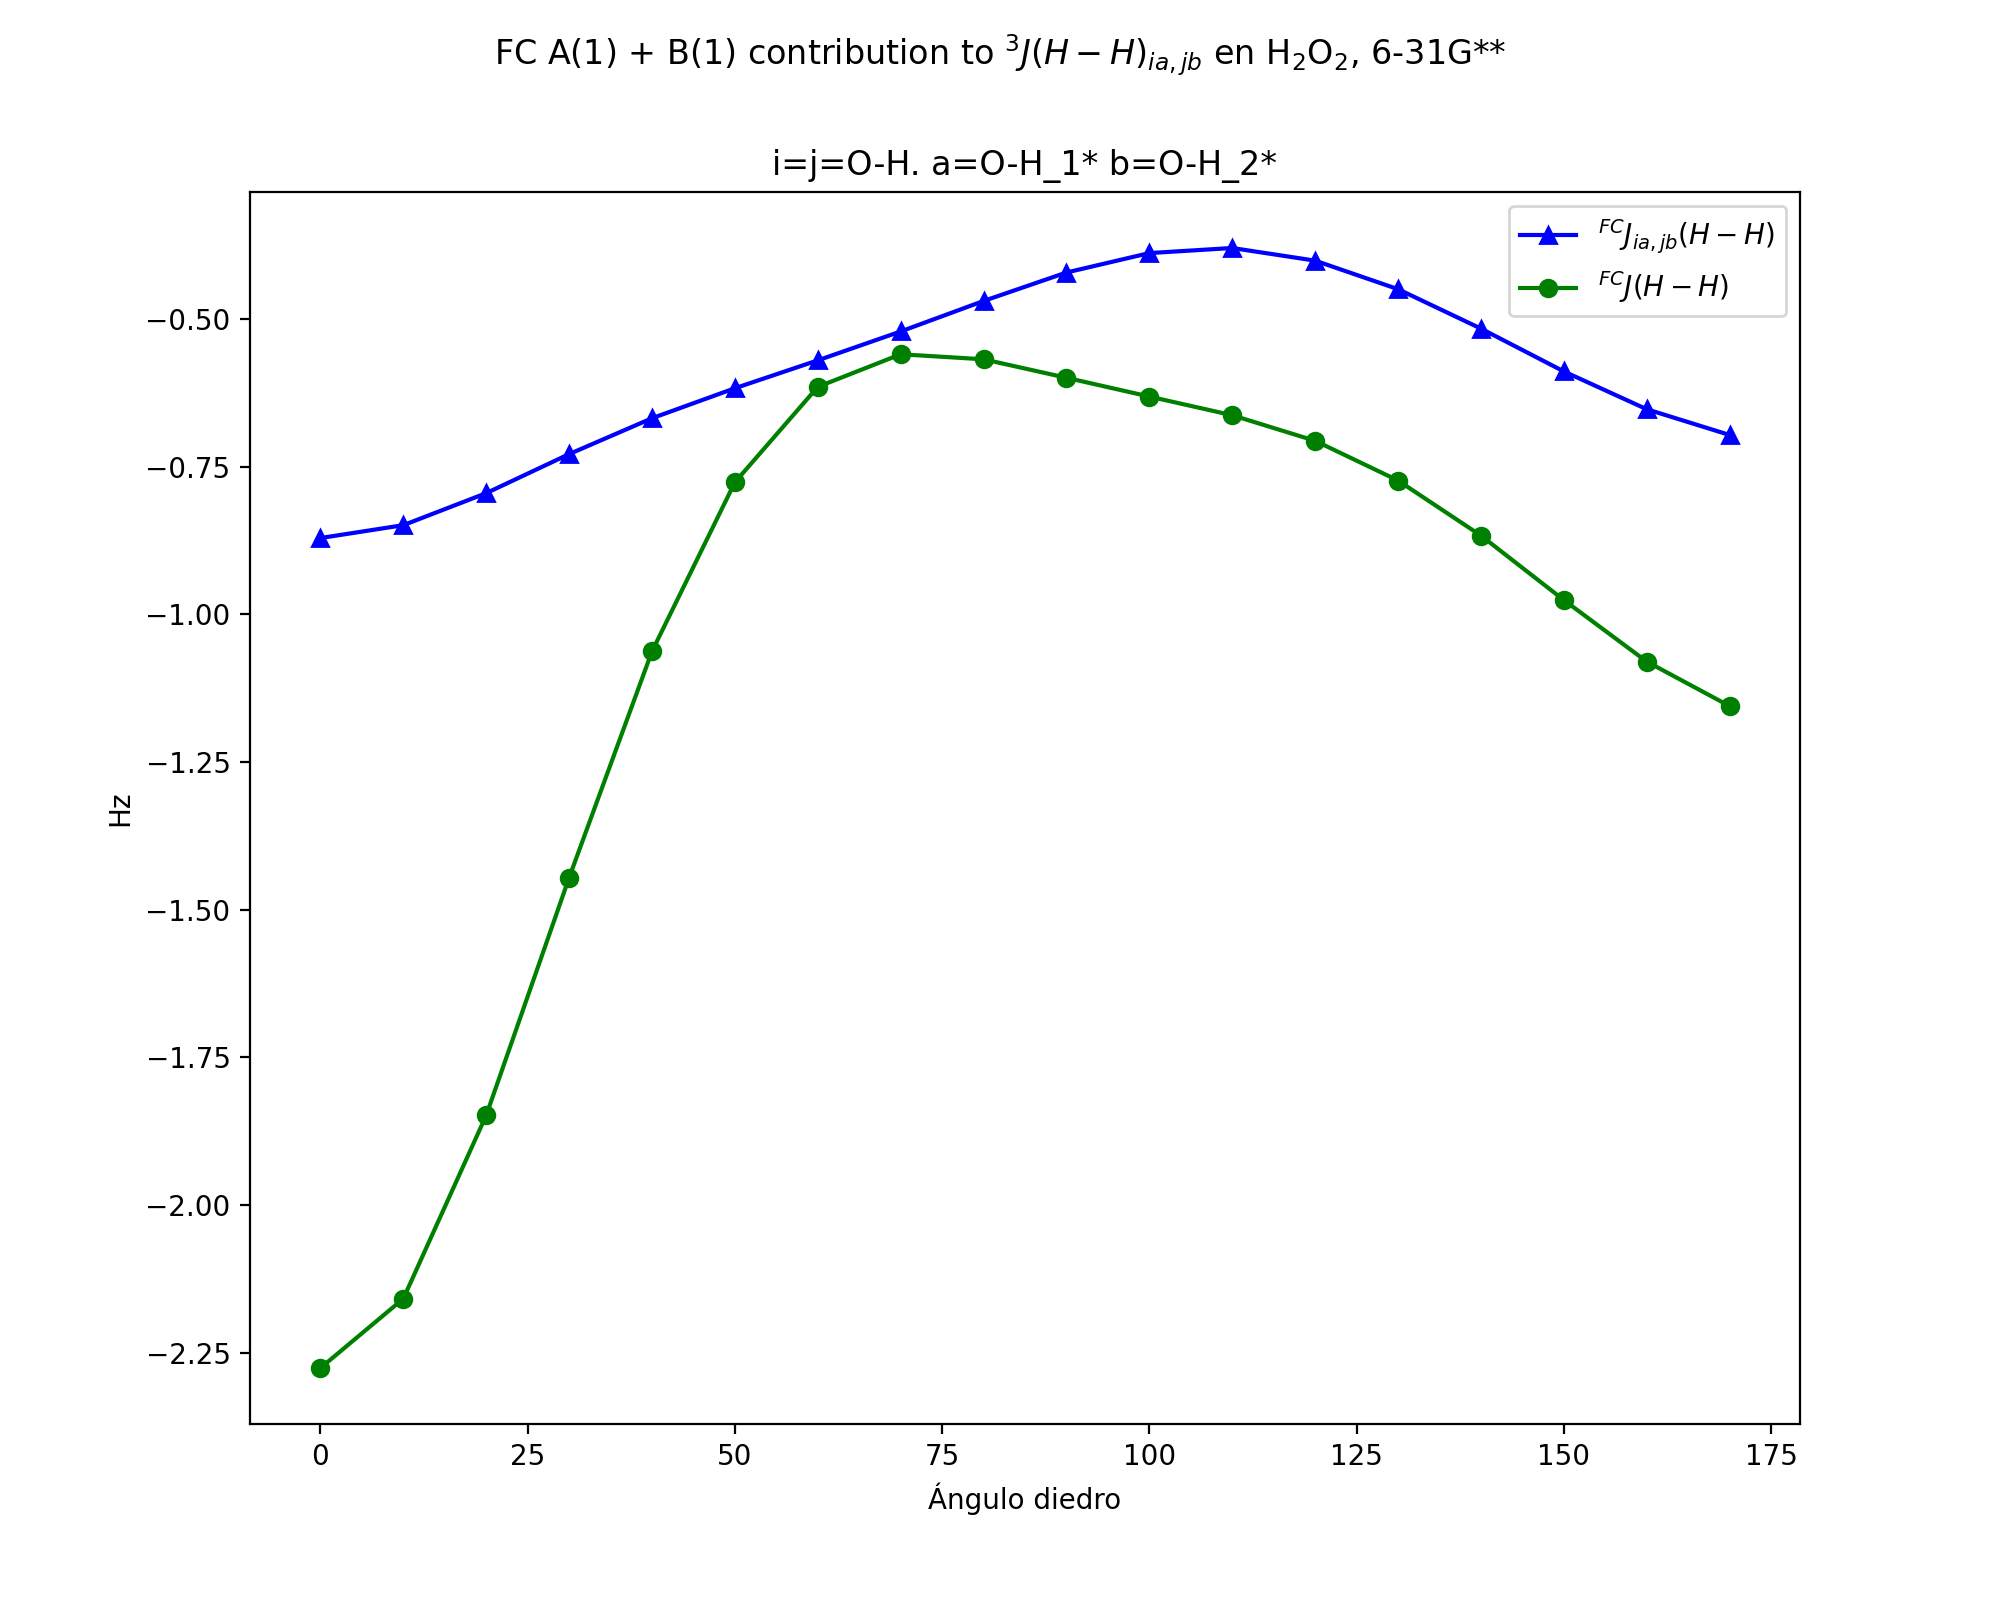 FC A(1) + B(1) contribution to ³J(H − H)ia,jb en H₂O₂, 6-31G**
i=j=O-H. a=O-H_1* b=O-H_2*
FCJia,jb(H − H)
FCJ(H − H)
−0.50
−0.75
−1.00
−1.25
−1.50
−1.75
−2.00
−2.25
Hz
0 25 50 75 100 125 150 175
Ángulo diedro